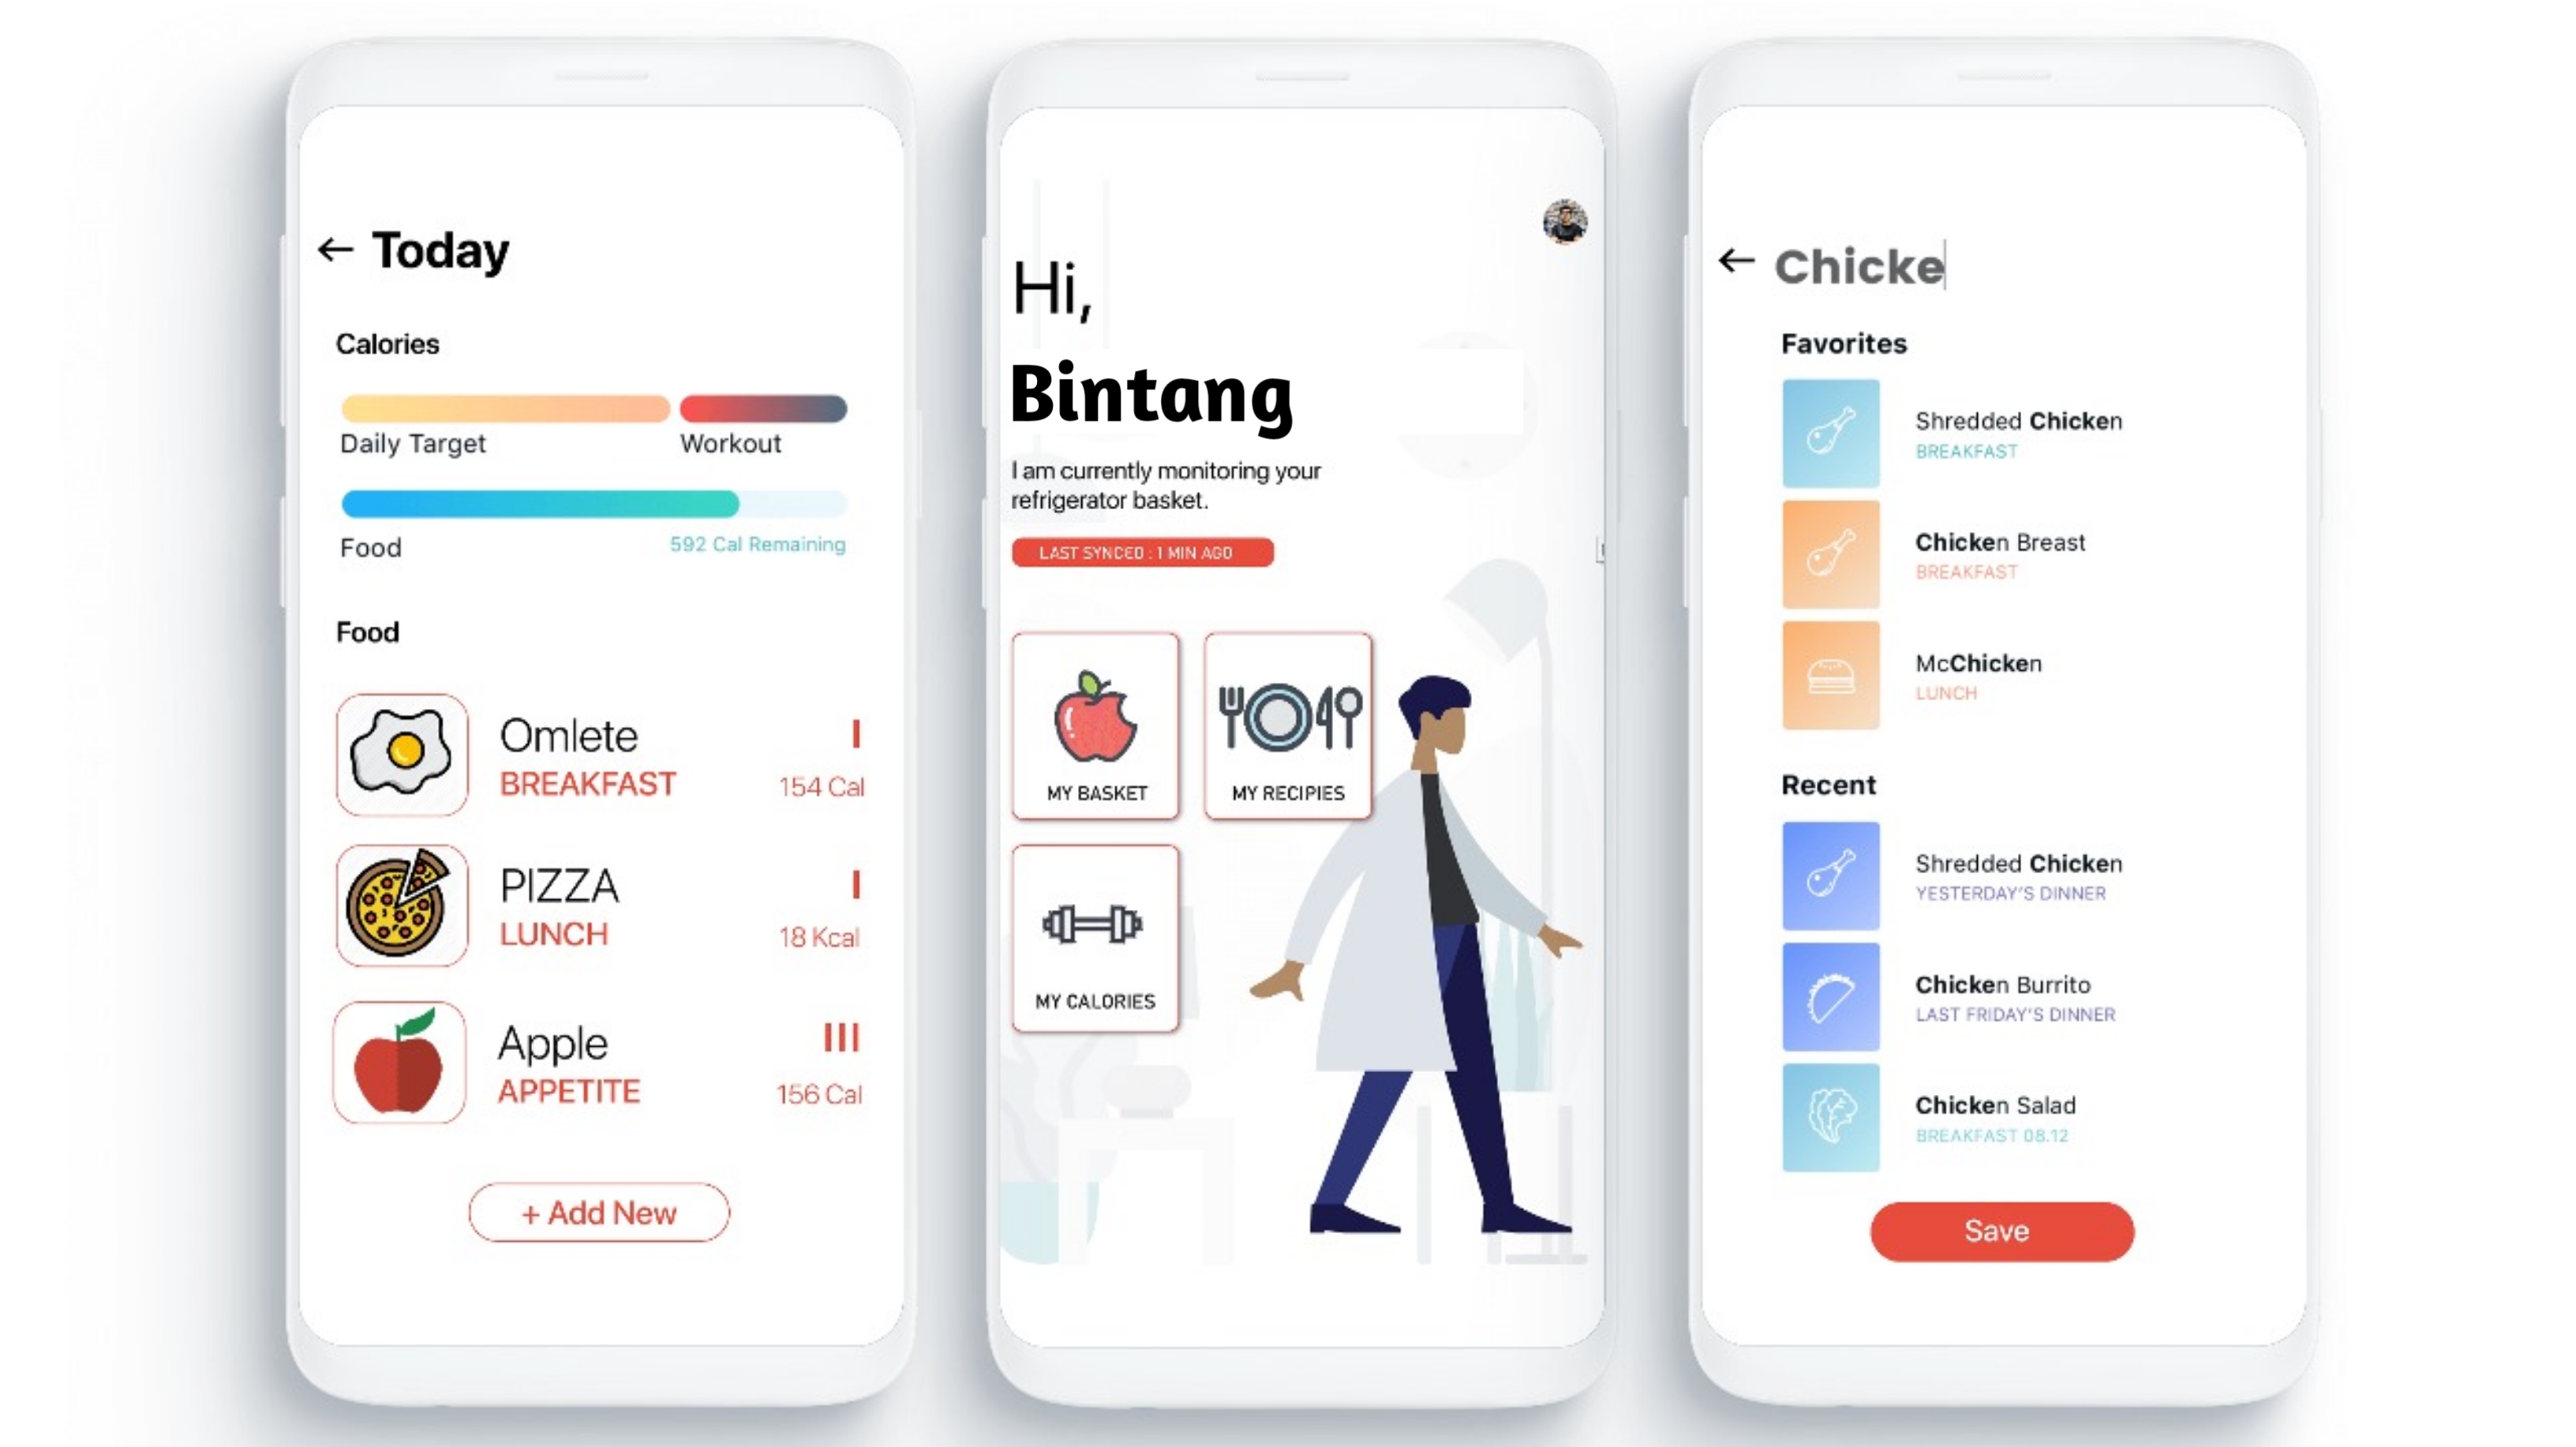 Today
Calories
Daily Target
Workout
Food
592 Cal Remaining
Food
Omlete
BREAKFAST
154 Cal
PIZZA
LUNCH
18 Kcal
Apple
APPETITE
156 Cal
+ Add New
Hi,
Bintang
I am currently monitoring your
refrigerator basket.
LAST SYNCED : 1 MIN AGO
MY BASKET
MY RECIPIES
MY CALORIES
Chicke
Favorites
Shredded Chicken
BREAKFAST
Chicken Breast
BREAKFAST
McChicken
LUNCH
Recent
Shredded Chicken
YESTERDAY'S DINNER
Chicken Burrito
LAST FRIDAY'S DINNER
Chicken Salad
BREAKFAST 08.12
Save